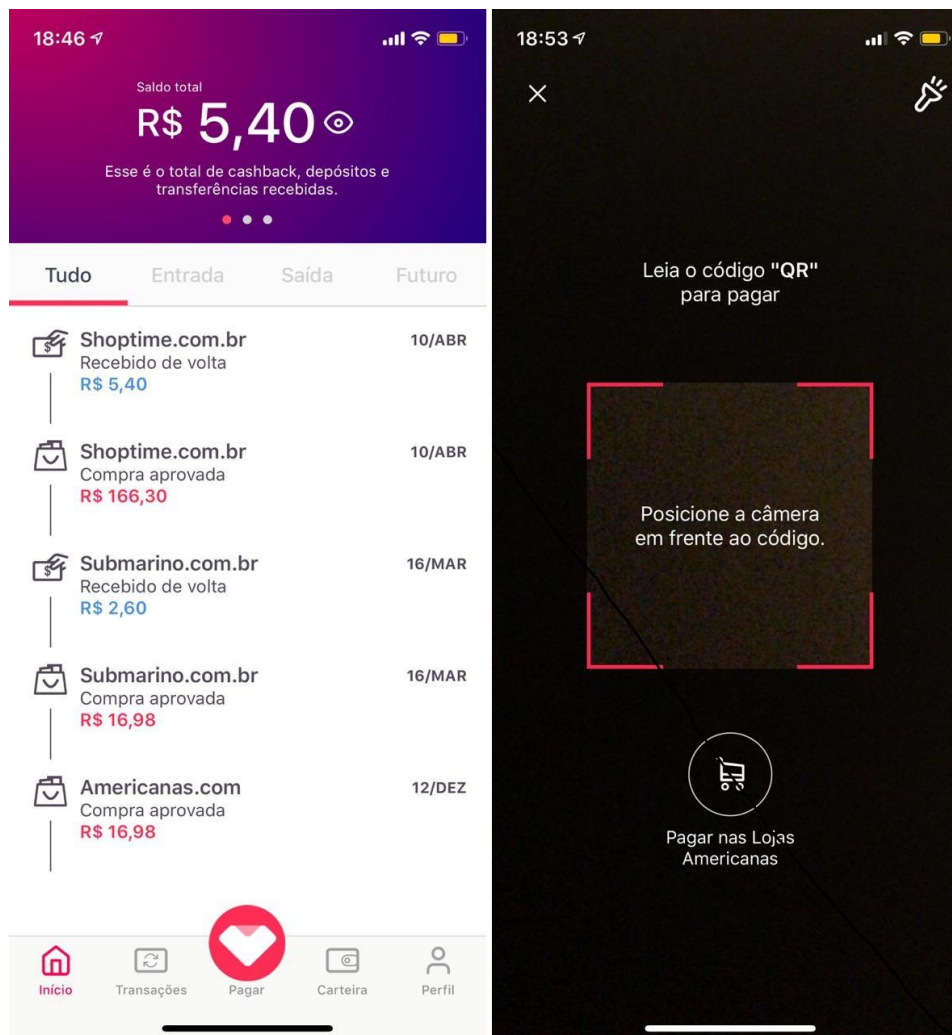 18:46
Saldo total
R$ 5,40
Esse é o total de cashback, depósitos e
transferências recebidas.
Tudo Entrada Saída Futuro
Shoptime.com.br 10/ABR
Recebido de volta
R$ 5,40
Shoptime.com.br 10/ABR
Compra aprovada
R$ 166,30
Submarino.com.br 16/MAR
Recebido de volta
R$ 2,60
Submarino.com.br 16/MAR
Compra aprovada
R$ 16,98
Americanas.com 12/DEZ
Compra aprovada
R$ 16,98
Início Transações Pagar Carteira Perfil
18:53
Leia o código "QR"
para pagar
Posicione a câmera
em frente ao código.
Pagar nas Lojas
Americanas